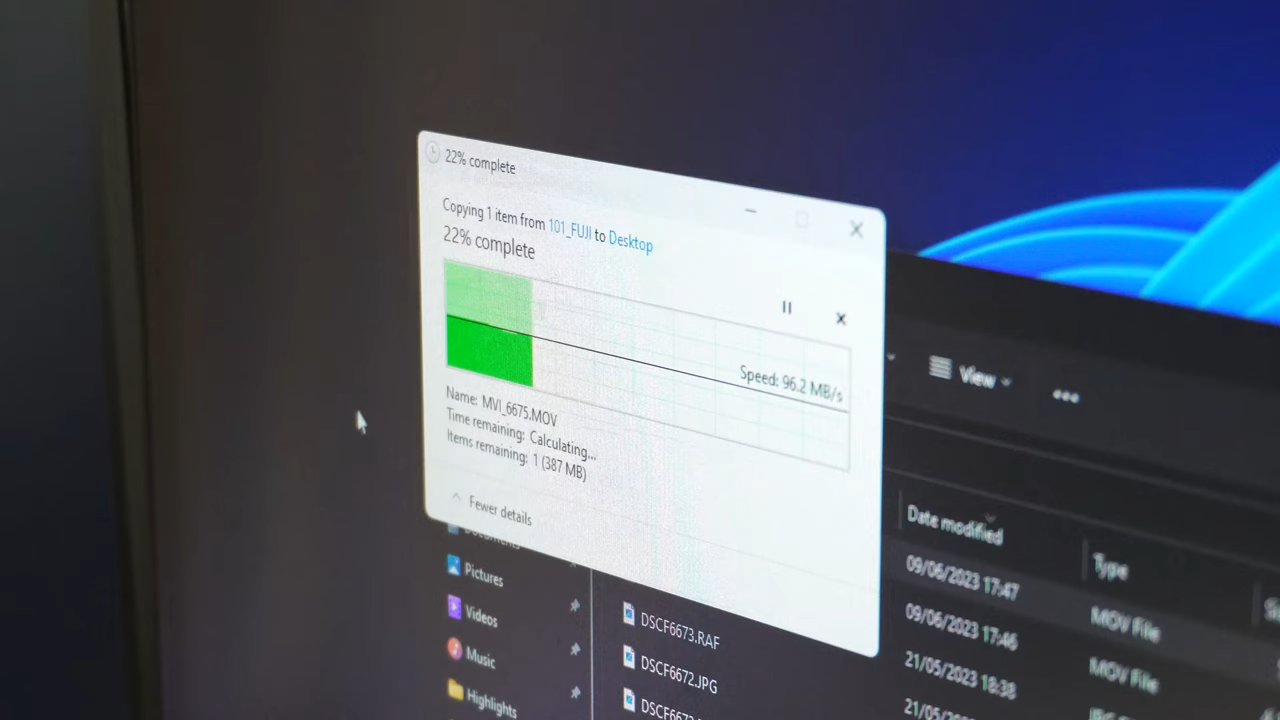 22% complete
Copying 1 item from 101_FUJI to Desktop
22% complete
Speed: 96.2 MB/s
Name: MVI_6675.MOV
Time remaining: Calculating...
Items remaining: 1 (387 MB)
Fewer details
View
Documents
Pictures
Videos
Music
Highlights
DSCF6673.RAF
DSCF6672.JPG
Date modified
Type
09/06/2023 17:47
MOV File
09/06/2023 17:46
MOV File
21/05/2023 18:38